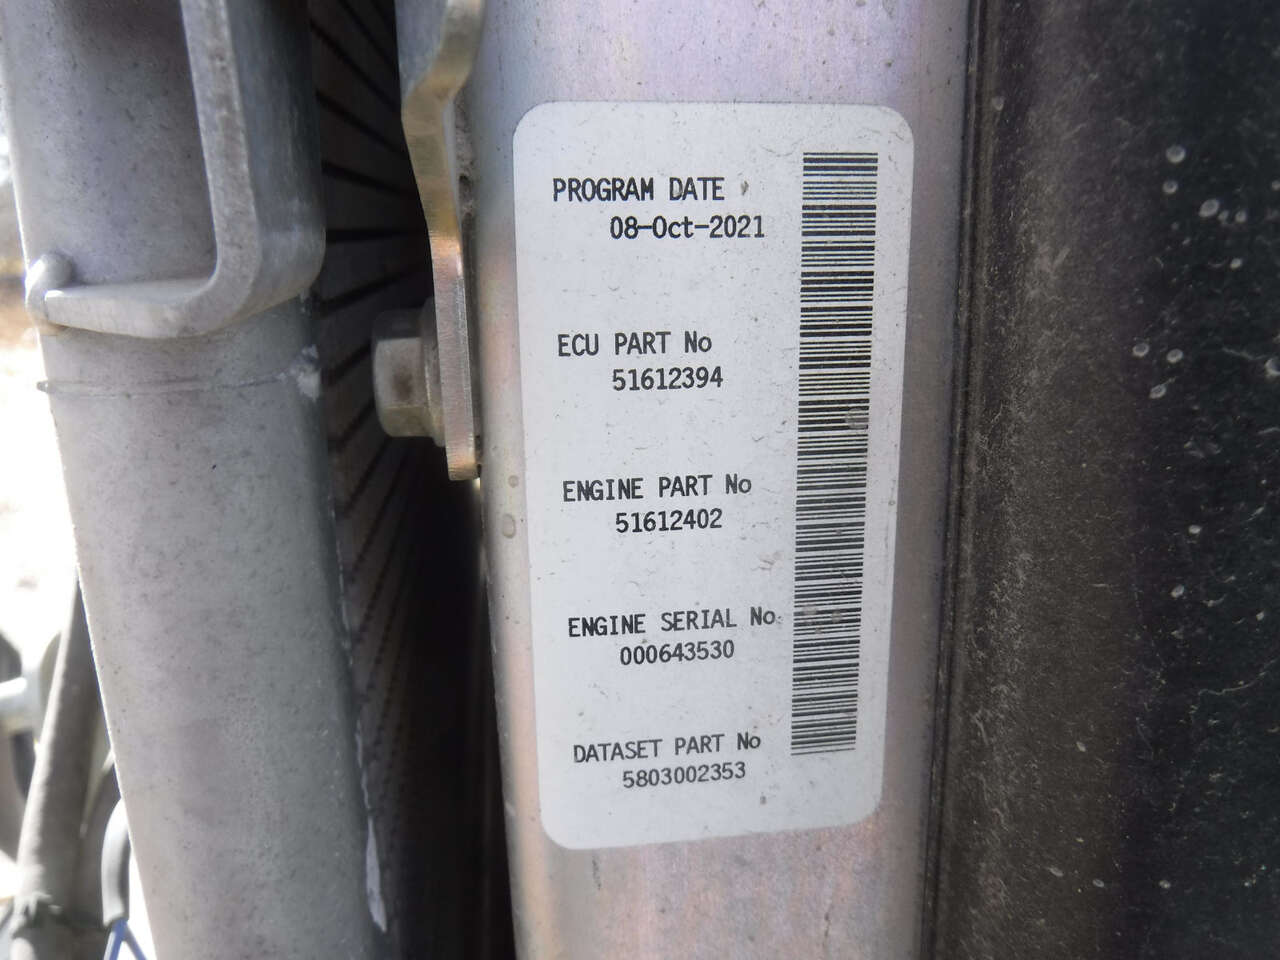 PROGRAM DATE
08-Oct-2021
ECU PART No
51612394
ENGINE PART No
51612402
ENGINE SERIAL No.
000643530
DATASET PART No
5803002353